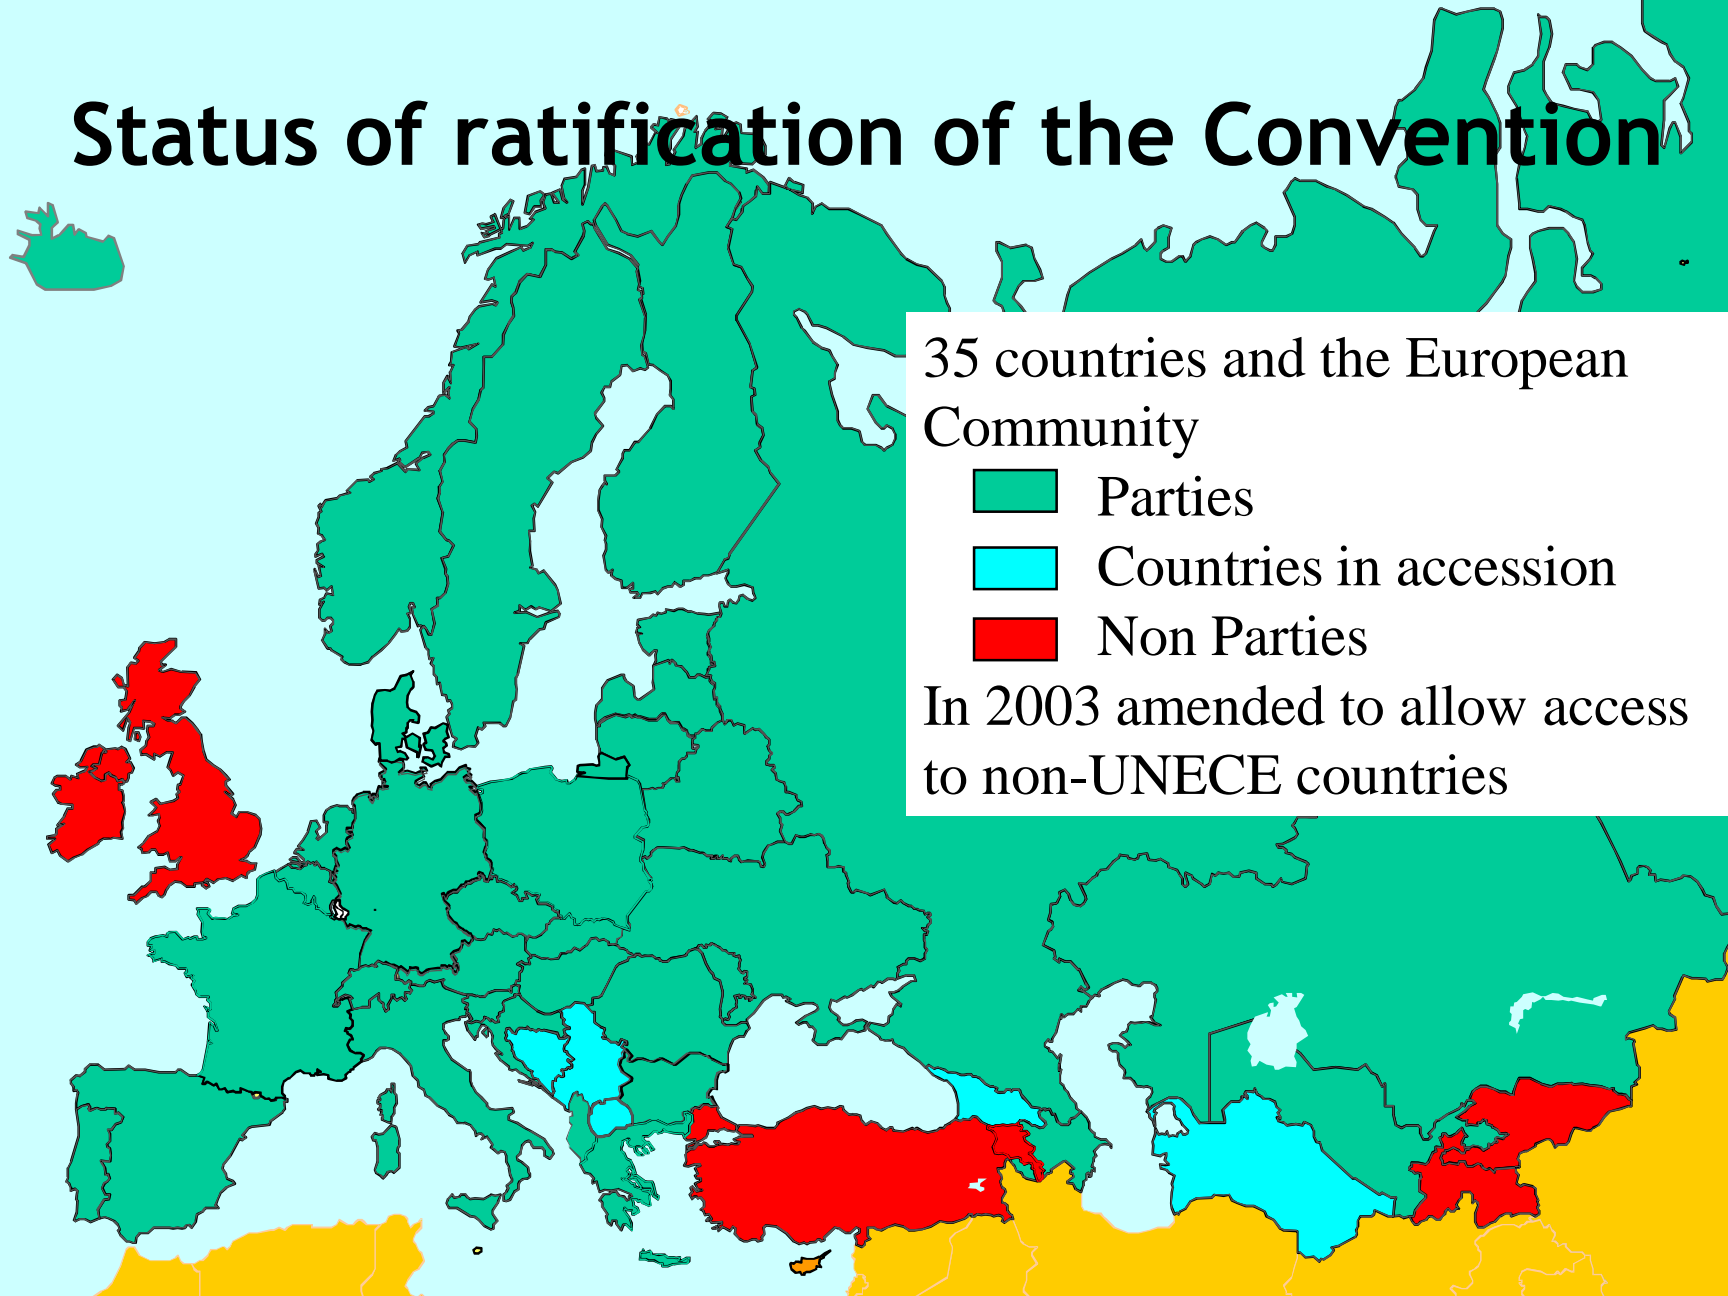 Status of ratification of the Convention
35 countries and the European
Community
Parties
Countries in accession
Non Parties
In 2003 amended to allow access
to non-UNECE countries